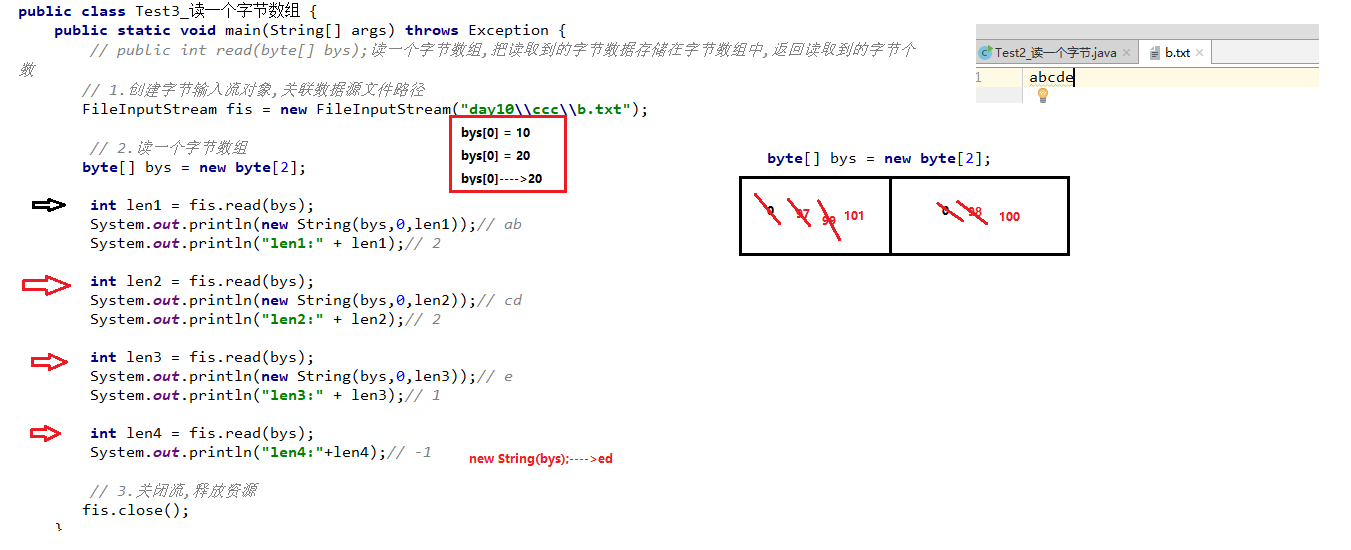 public class Test3_读一个字节数组 {
public static void main(String[] args) throws Exception {
// public int read(byte[] bys);读一个字节数组,把读取到的字节数据存储在字节数组中,返回读取到的字节个
数
// 1.创建字节输入流对象,关联数据源文件路径
FileInputStream fis = new FileInputStream("day10\\ccc\\b.txt");
bys[0] = 10
bys[0] = 20
bys[0]---->20
// 2.读一个字节数组
byte[] bys = new byte[2];
int len1 = fis.read(bys);
System.out.println(new String(bys,0,len1));// ab
System.out.println("len1:" + len1);// 2
int len2 = fis.read(bys);
System.out.println(new String(bys,0,len2));// cd
System.out.println("len2:" + len2);// 2
int len3 = fis.read(bys);
System.out.println(new String(bys,0,len3));// e
System.out.println("len3:" + len3);// 1
int len4 = fis.read(bys);
System.out.println("len4:"+len4);// -1
new String(bys);---->ed
// 3.关闭流,释放资源
fis.close();
}
Test2_读一个字节.java × b.txt ×
1 abcde
byte[] bys = new byte[2];
0 97 99 101 0 98 100